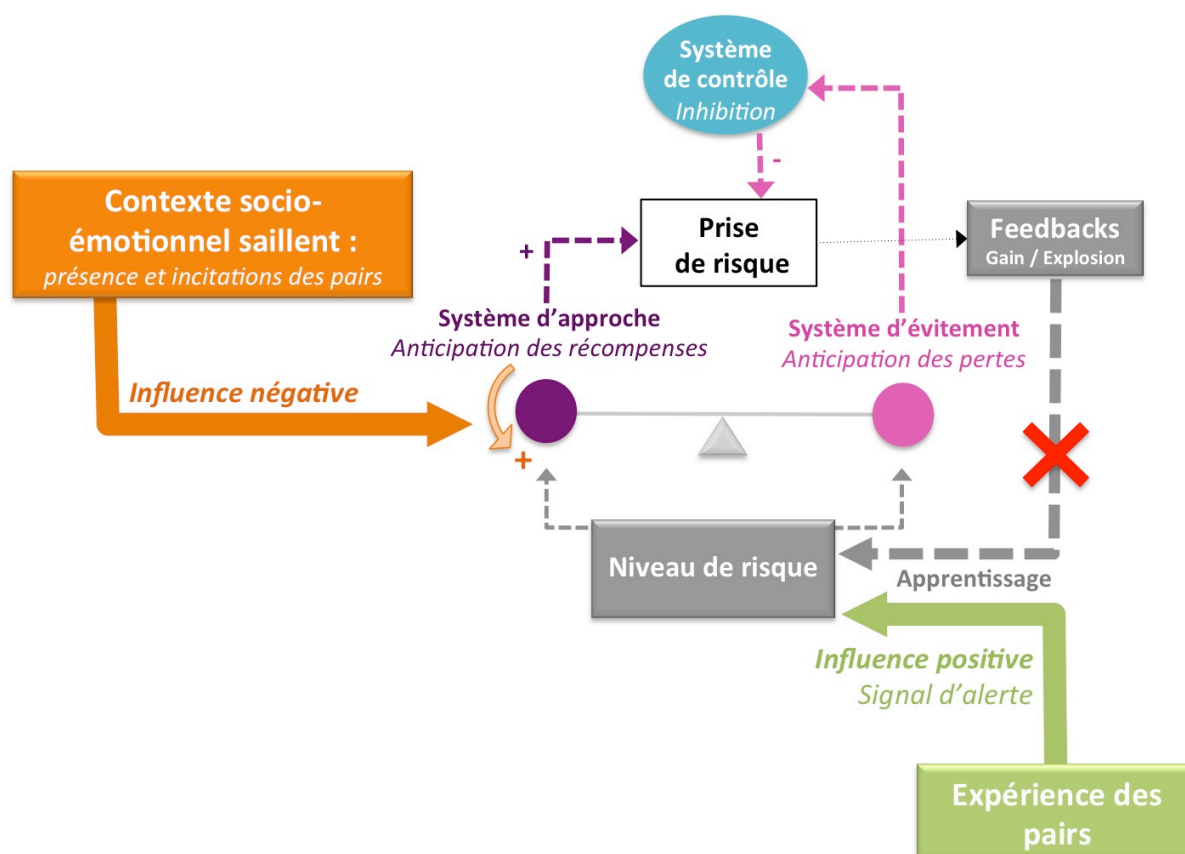 Système
de contrôle
Inhibition
-
Contexte socio-
émotionnel saillent :
présence et incitations des pairs
Prise
de risque
Feedbacks
Gain / Explosion
+
Système d'approche
Anticipation des récompenses
Système d'évitement
Anticipation des pertes
Influence négative
+
Niveau de risque
Apprentissage
Influence positive
Signal d'alerte
Expérience des
pairs